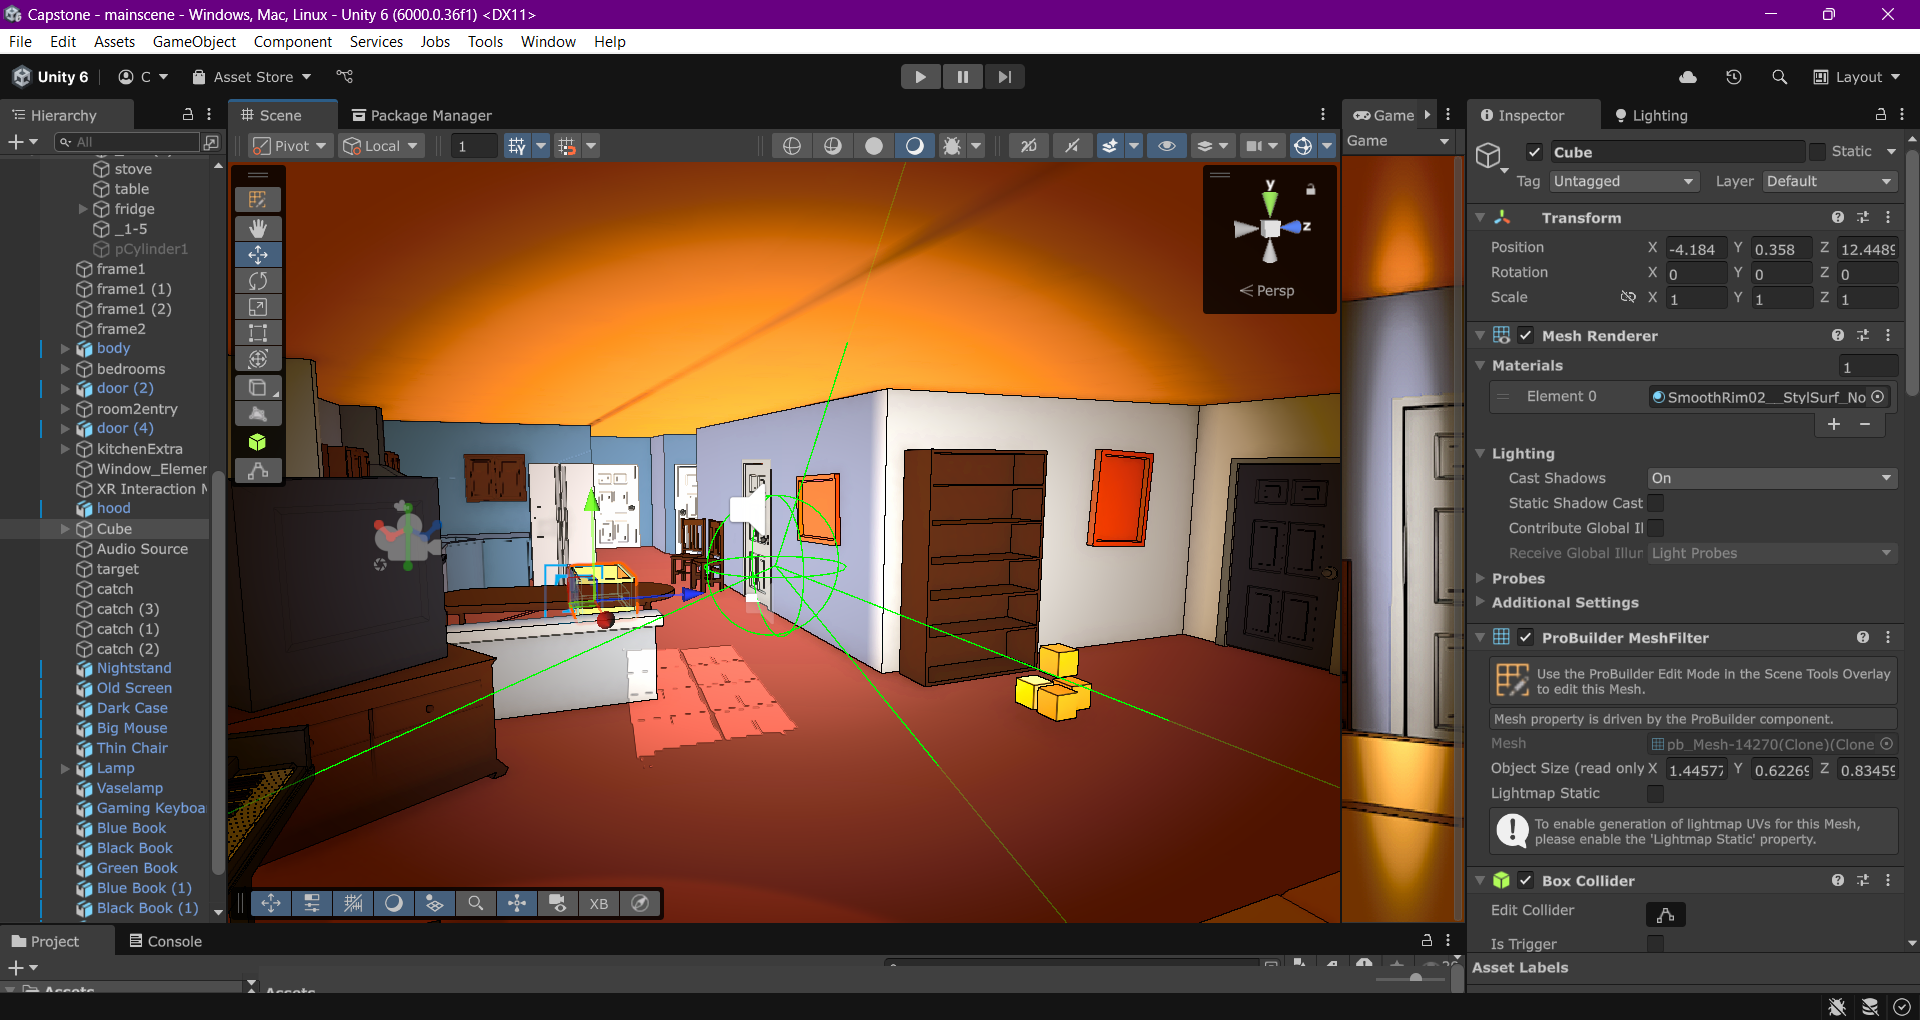 Capstone - mainscene - Windows, Mac, Linux - Unity 6 (6000.0.36f1) <DX11>
File Edit Assets GameObject Component Services Jobs Tools Window Help
Unity 6 C Asset Store Layout
Hierarchy
All
stove
table
fridge
_1-5
pCylinder1
frame1
frame1 (1)
frame1 (2)
frame2
body
bedrooms
door (2)
room2entry
door (4)
kitchenExtra
Window_Elemer
XR Interaction
hood
Cube
Audio Source
target
catch
catch (3)
catch (1)
catch (2)
Nightstand
Old Screen
Dark Case
Big Mouse
Thin Chair
Lamp
Vaselamp
Gaming Keyboa
Blue Book
Black Book
Green Book
Blue Book (1)
Black Book (1)
Scene Package Manager
Pivot Local 1 2D
y
z
Persp
XB
Game
Game
Inspector Lighting
Cube Static
Tag Untagged Layer Default
Transform
Position X -4.184 Y 0.358 Z 12.4489
Rotation X 0 Y 0 Z 0
Scale X 1 Y 1 Z 1
Mesh Renderer
Materials 1
Element 0 SmoothRim02__StylSurf_No
Lighting
Cast Shadows On
Static Shadow Cast
Contribute Global Il
Receive Global Illur Light Probes
Probes
Additional Settings
ProBuilder MeshFilter
Use the ProBuilder Edit Mode in the Scene Tools Overlay
to edit this Mesh.
Mesh property is driven by the ProBuilder component.
Mesh pb_Mesh-14270(Clone)(Clone
Object Size (read only X 1.44577 Y 0.62269 Z 0.83459
Lightmap Static
To enable generation of lightmap UVs for this Mesh,
please enable the 'Lightmap Static' property.
Box Collider
Edit Collider
Is Trigger
Asset Labels
Project Console
Assets
Assets